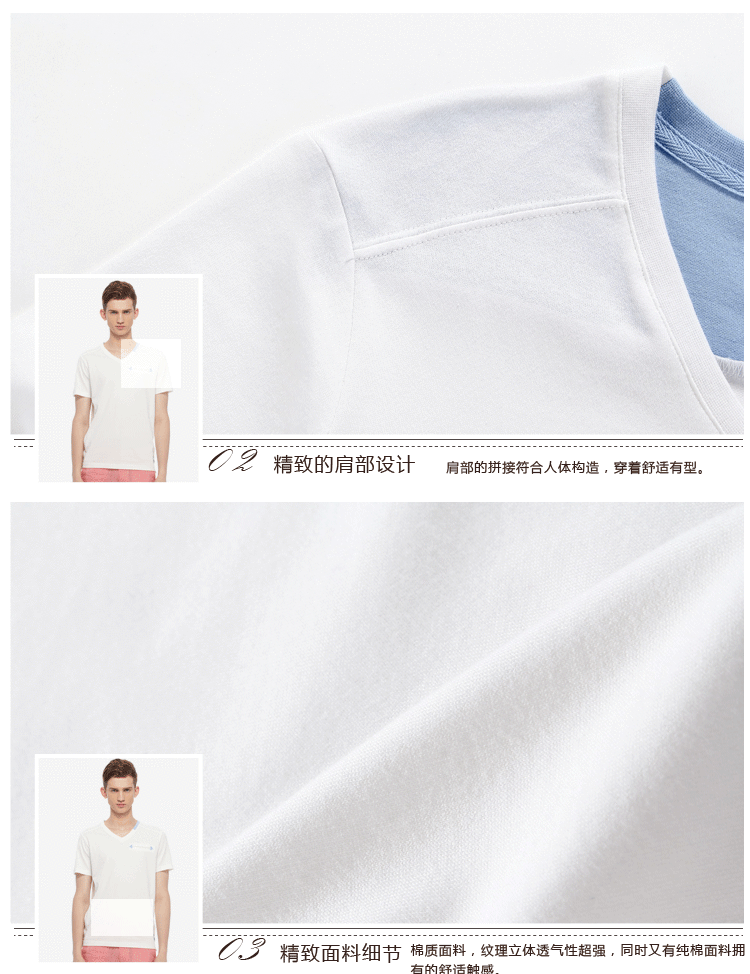 02 精致的肩部设计 肩部的拼接符合人体构造，穿着舒适有型。
03 精致面料细节 棉质面料，纹理立体透气性超强，同时又有纯棉面料拥
有的舒适触感。